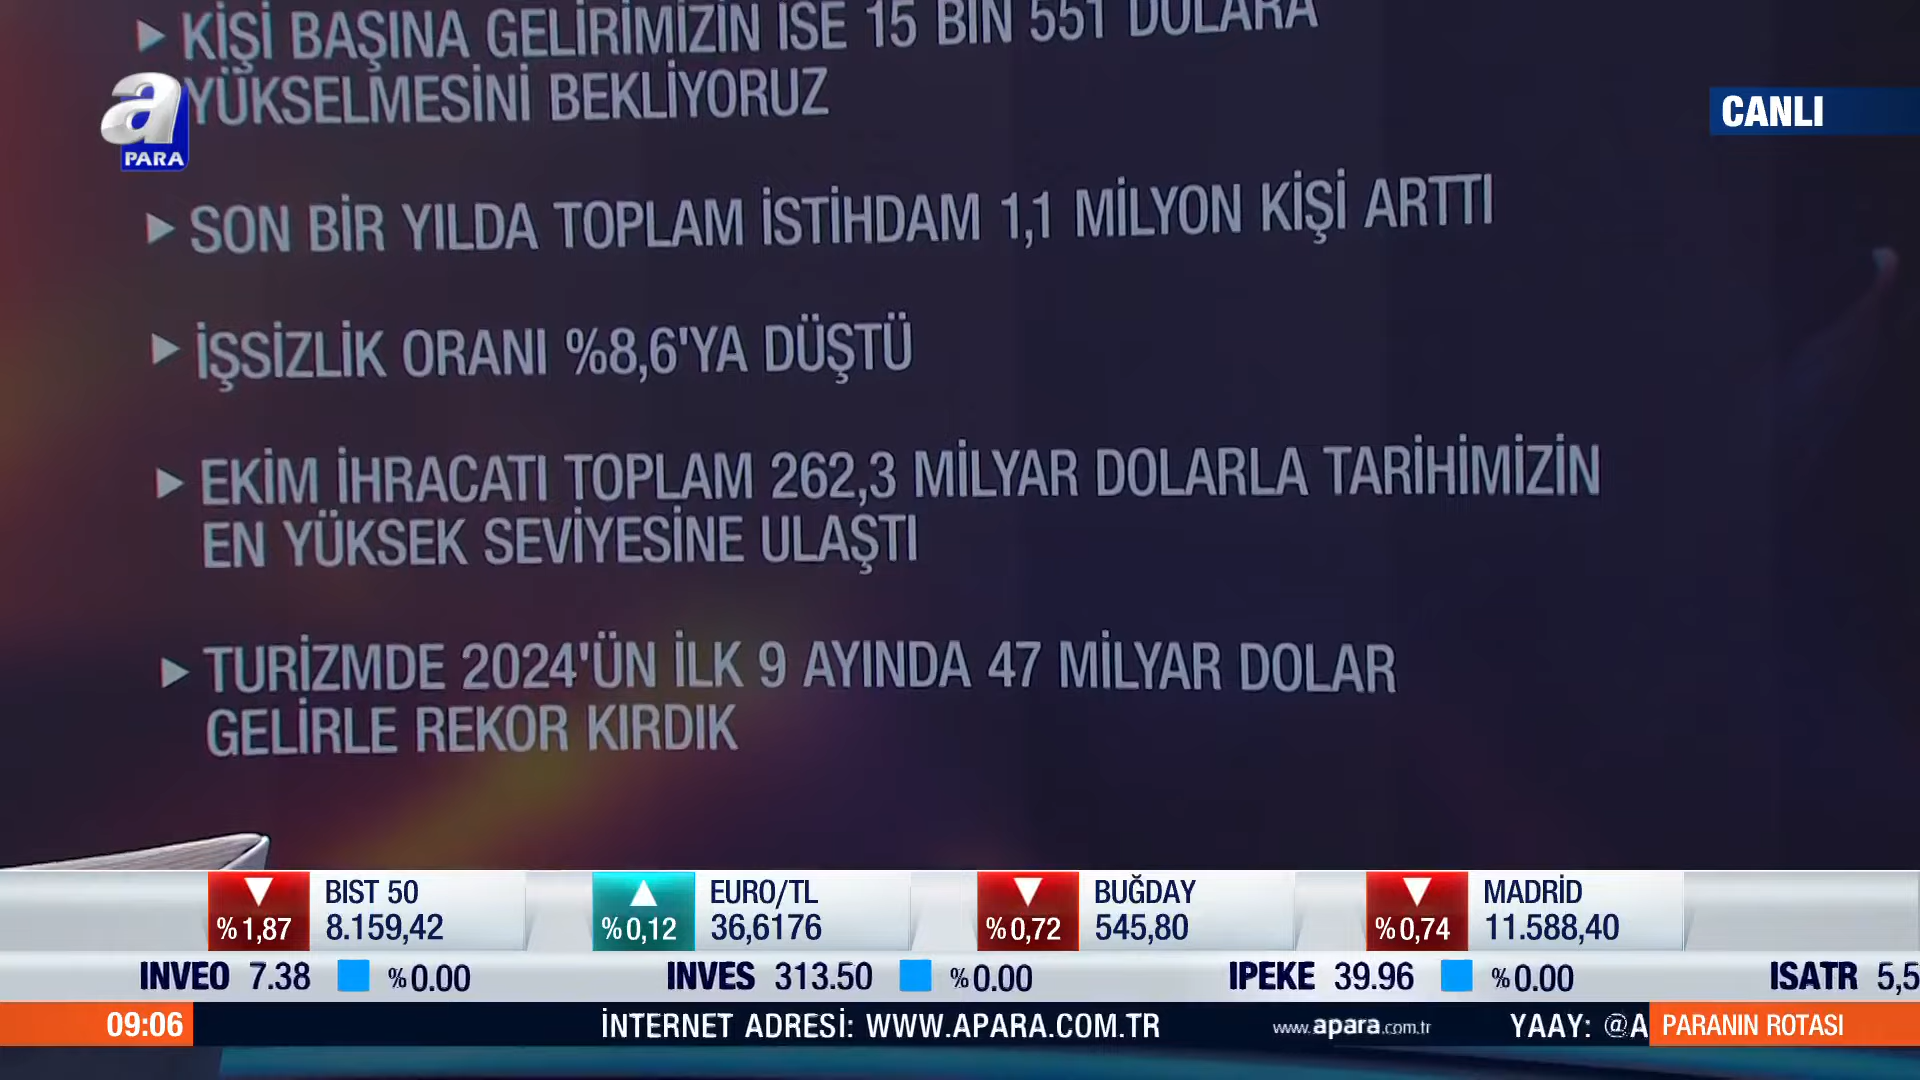 KİŞİ BAŞINA GELİRİMİZİN İSE 15 BİN 551 DOLARA
YÜKSELMESİNİ BEKLİYORUZ
a
PARA
CANLI
SON BİR YILDA TOPLAM İSTİHDAM 1,1 MİLYON KİŞİ ARTTI
İŞSİZLİK ORANI %8,6'YA DÜŞTÜ
EKİM İHRACATI TOPLAM 262,3 MİLYAR DOLARLA TARİHİMİZİN
EN YÜKSEK SEVİYESİNE ULAŞTI
TURİZMDE 2024'ÜN İLK 9 AYINDA 47 MİLYAR DOLAR
GELİRLE REKOR KIRDIK
%1,87 BIST 50 8.159,42
%0,12 EURO/TL 36,6176
%0,72 BUĞDAY 545,80
%0,74 MADRİD 11.588,40
INVEO 7.38 %0.00 INVES 313.50 %0.00 IPEKE 39.96 %0.00 ISATR 5,5
09:06 İNTERNET ADRESİ: WWW.APARA.COM.TR www.apara.com.tr YAAY: @A PARANIN ROTASI